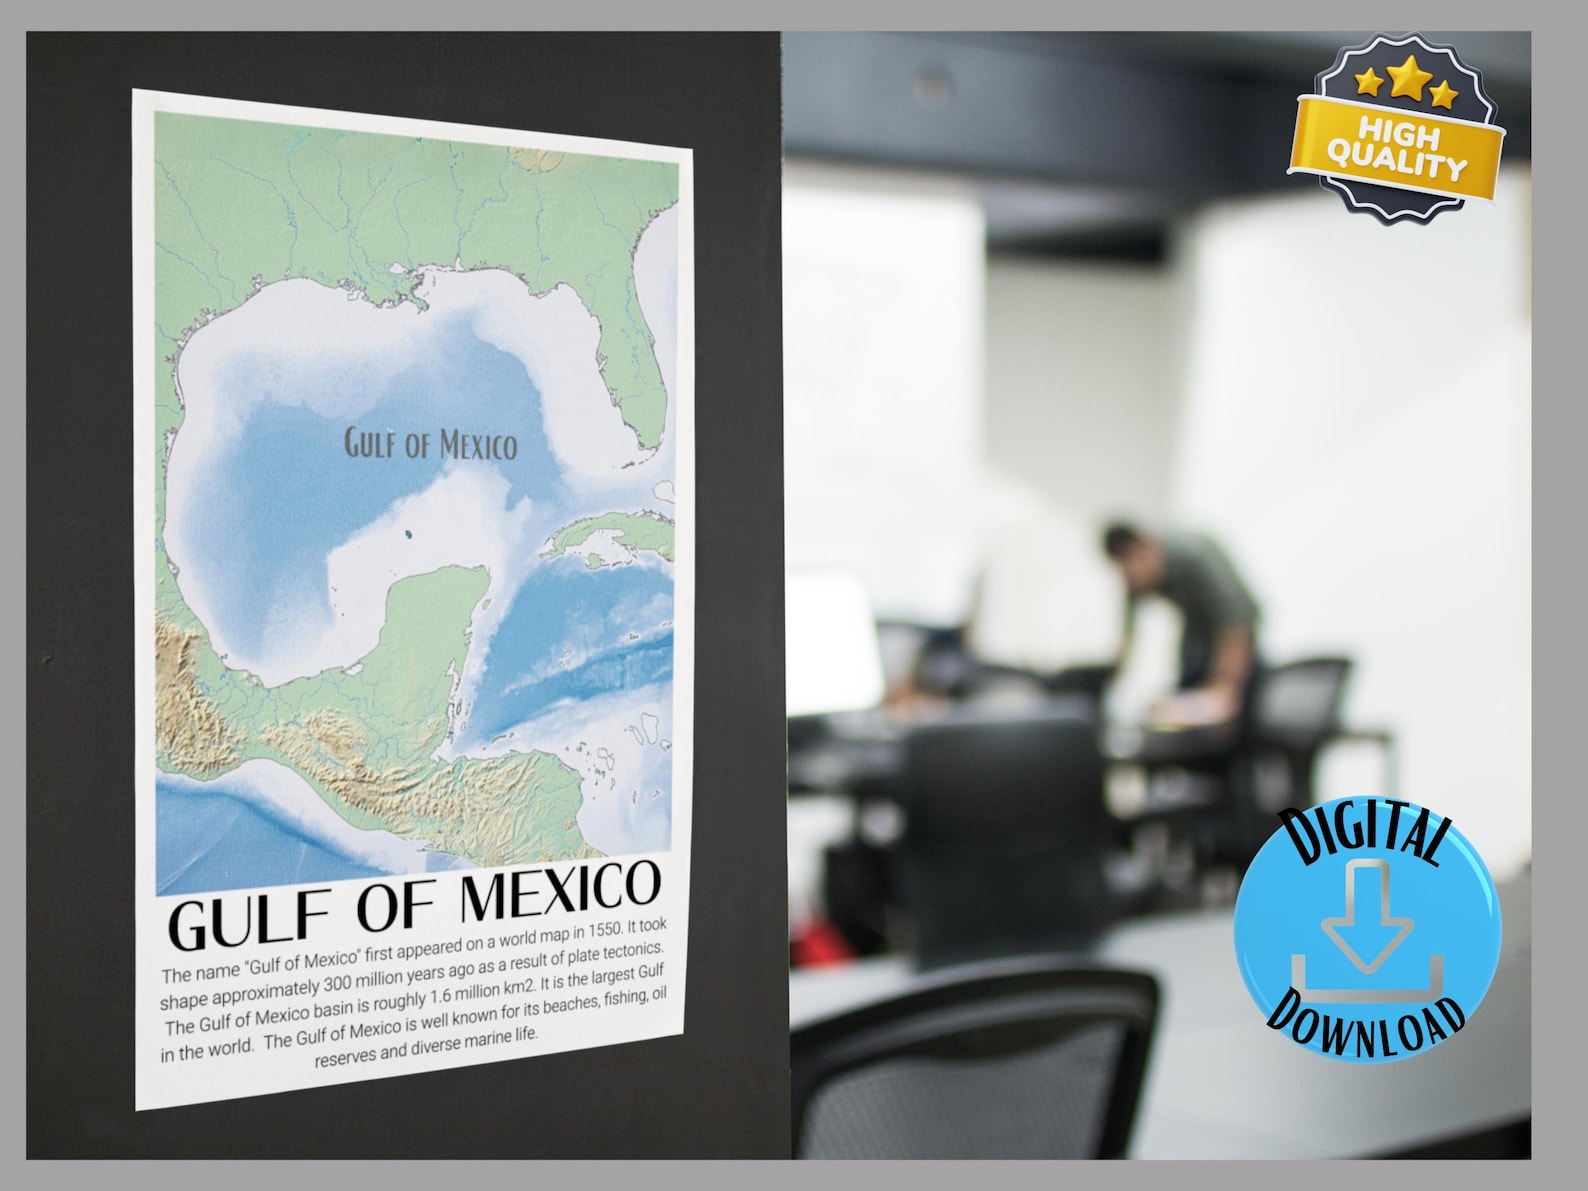 HIGH
QUALITY
Gulf of Mexico
GULF OF MEXICO
The name "Gulf of Mexico" first appeared on a world map in 1550. It took
shape approximately 300 million years ago as a result of plate tectonics.
The Gulf of Mexico basin is roughly 1.6 million km2. It is the largest Gulf
in the world. The Gulf of Mexico is well known for its beaches, fishing, oil
reserves and diverse marine life.
Digital
Download